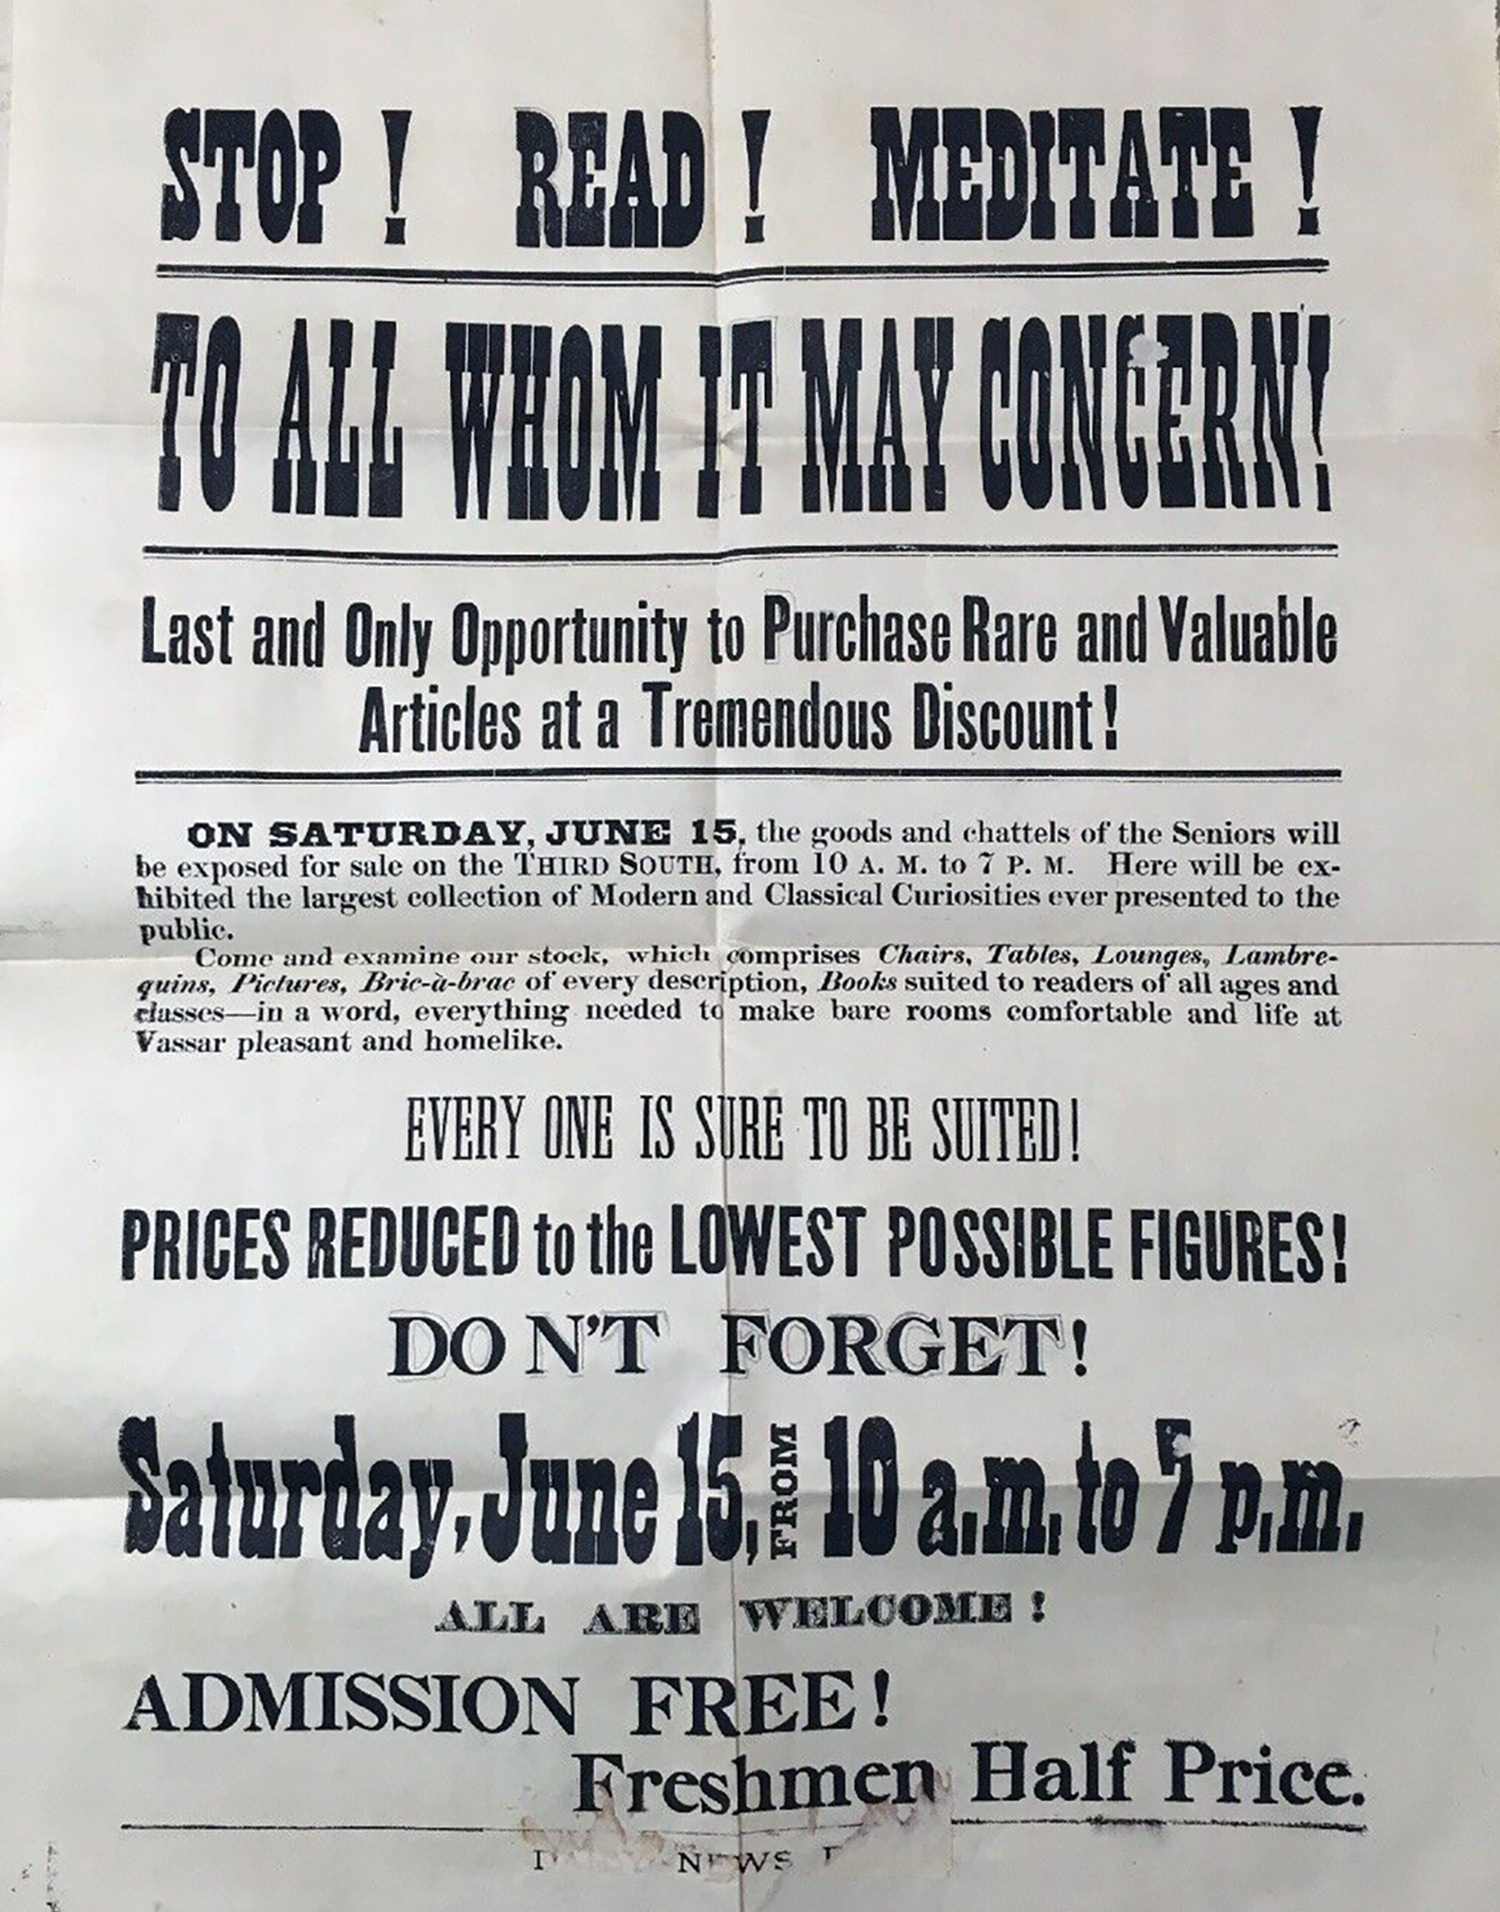 STOP ! READ ! MEDITATE !
TO ALL WHOM IT MAY CONCERN!
Last and Only Opportunity to Purchase Rare and Valuable
Articles at a Tremendous Discount!
ON SATURDAY, JUNE 15, the goods and chattels of the Seniors will
be exposed for sale on the THIRD SOUTH, from 10 A. M. to 7 P. M. Here will be ex-
hibited the largest collection of Modern and Classical Curiosities ever presented to the
public.
Come and examine our stock, which comprises Chairs, Tables, Lounges, Lambre-
quins, Pictures, Bric-à-brac of every description, Books suited to readers of all ages and
classes—in a word, everything needed to make bare rooms comfortable and life at
Vassar pleasant and homelike.
EVERY ONE IS SURE TO BE SUITED!
PRICES REDUCED to the LOWEST POSSIBLE FIGURES!
DON'T FORGET!
Saturday, June 15, FROM 10 a.m. to 7 p.m.
ALL ARE WELCOME !
ADMISSION FREE!
Freshmen Half Price.
NEWS